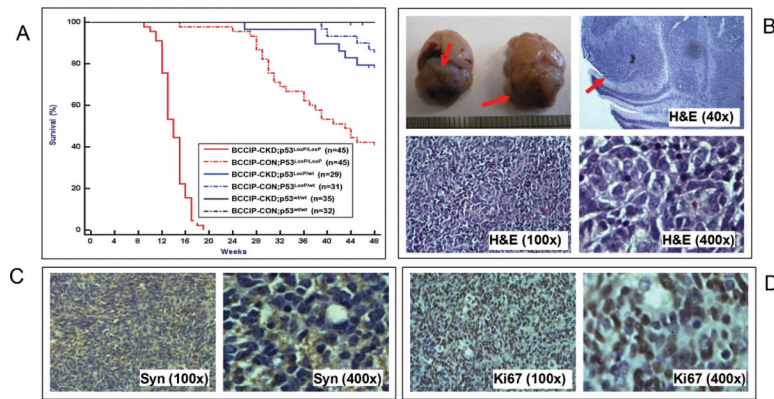 A
Survival (%)
100
80
60
40
20
0
BCCIP-CKD;p53LoxP/LoxP (n=45)
BCCIP-CON;P53LoxP/LoxP (n=45)
BCCIP-CKD;p53LoxP/wt (n=29)
BCCIP-CON;P53LoxP/wt (n=31)
BCCIP-CKD;p53wt/wt (n=35)
BCCIP-CON;p53wt/wt (n=32)
0 4 8 12 16 20 24 28 32 36 40 44 48
Weeks
B
H&E (40x)
H&E (100x)
H&E (400x)
C
Syn (100x)
Syn (400x)
D
Ki67 (100x)
Ki67 (400x)